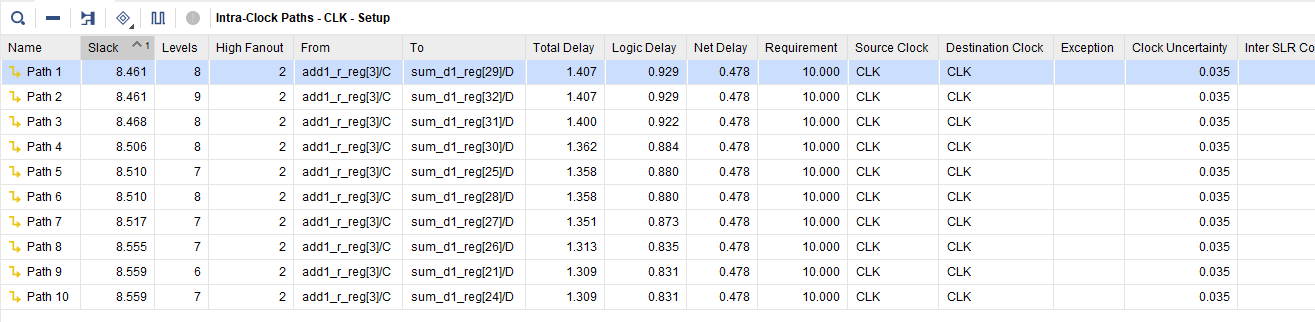 Intra-Clock Paths - CLK - Setup
Name Slack 1 Levels High Fanout From To Total Delay Logic Delay Net Delay Requirement Source Clock Destination Clock Exception Clock Uncertainty Inter SLR Co
Path 1 8.461 8 2 add1_r_reg[3]/C sum_d1_reg[29]/D 1.407 0.929 0.478 10.000 CLK CLK 0.035
Path 2 8.461 9 2 add1_r_reg[3]/C sum_d1_reg[32]/D 1.407 0.929 0.478 10.000 CLK CLK 0.035
Path 3 8.468 8 2 add1_r_reg[3]/C sum_d1_reg[31]/D 1.400 0.922 0.478 10.000 CLK CLK 0.035
Path 4 8.506 8 2 add1_r_reg[3]/C sum_d1_reg[30]/D 1.362 0.884 0.478 10.000 CLK CLK 0.035
Path 5 8.510 7 2 add1_r_reg[3]/C sum_d1_reg[25]/D 1.358 0.880 0.478 10.000 CLK CLK 0.035
Path 6 8.510 8 2 add1_r_reg[3]/C sum_d1_reg[28]/D 1.358 0.880 0.478 10.000 CLK CLK 0.035
Path 7 8.517 7 2 add1_r_reg[3]/C sum_d1_reg[27]/D 1.351 0.873 0.478 10.000 CLK CLK 0.035
Path 8 8.555 7 2 add1_r_reg[3]/C sum_d1_reg[26]/D 1.313 0.835 0.478 10.000 CLK CLK 0.035
Path 9 8.559 6 2 add1_r_reg[3]/C sum_d1_reg[21]/D 1.309 0.831 0.478 10.000 CLK CLK 0.035
Path 10 8.559 7 2 add1_r_reg[3]/C sum_d1_reg[24]/D 1.309 0.831 0.478 10.000 CLK CLK 0.035